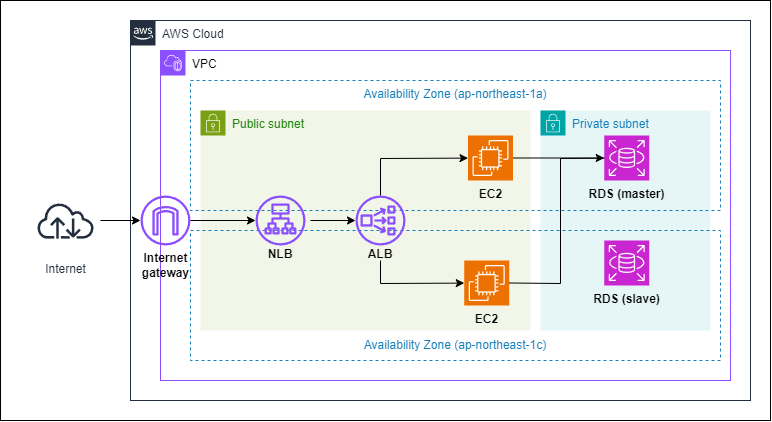 aws
AWS Cloud
VPC
Availability Zone (ap-northeast-1a)
Public subnet
Private subnet
EC2
RDS (master)
Internet
Internet
gateway
NLB
ALB
EC2
RDS (slave)
Availability Zone (ap-northeast-1c)